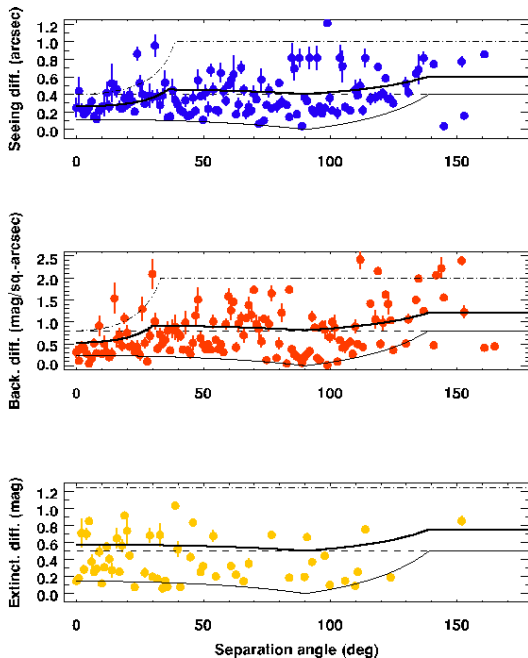 Seeing diff. (arcsec)
1.2
1.0
0.8
0.6
0.4
0.2
0.0
0 50 100 150
Back. diff. (mag/sq.-arcsec)
2.5
2.0
1.5
1.0
0.5
0.0
0 50 100 150
Extincl. diff. (mag)
1.2
1.0
0.8
0.6
0.4
0.2
0.0
0 50 100 150
Separation angle (deg)